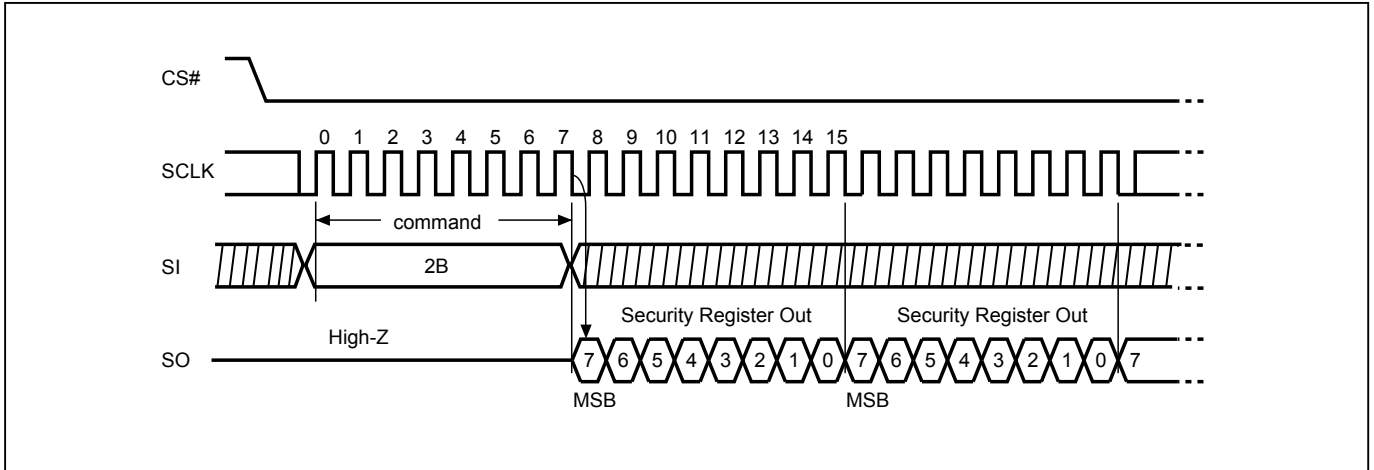 CS#
0 1 2 3 4 5 6 7 8 9 10 11 12 13 14 15
SCLK
command
SI 2B
Security Register Out Security Register Out
High-Z
SO 7 6 5 4 3 2 1 0 7 6 5 4 3 2 1 0 7
MSB MSB